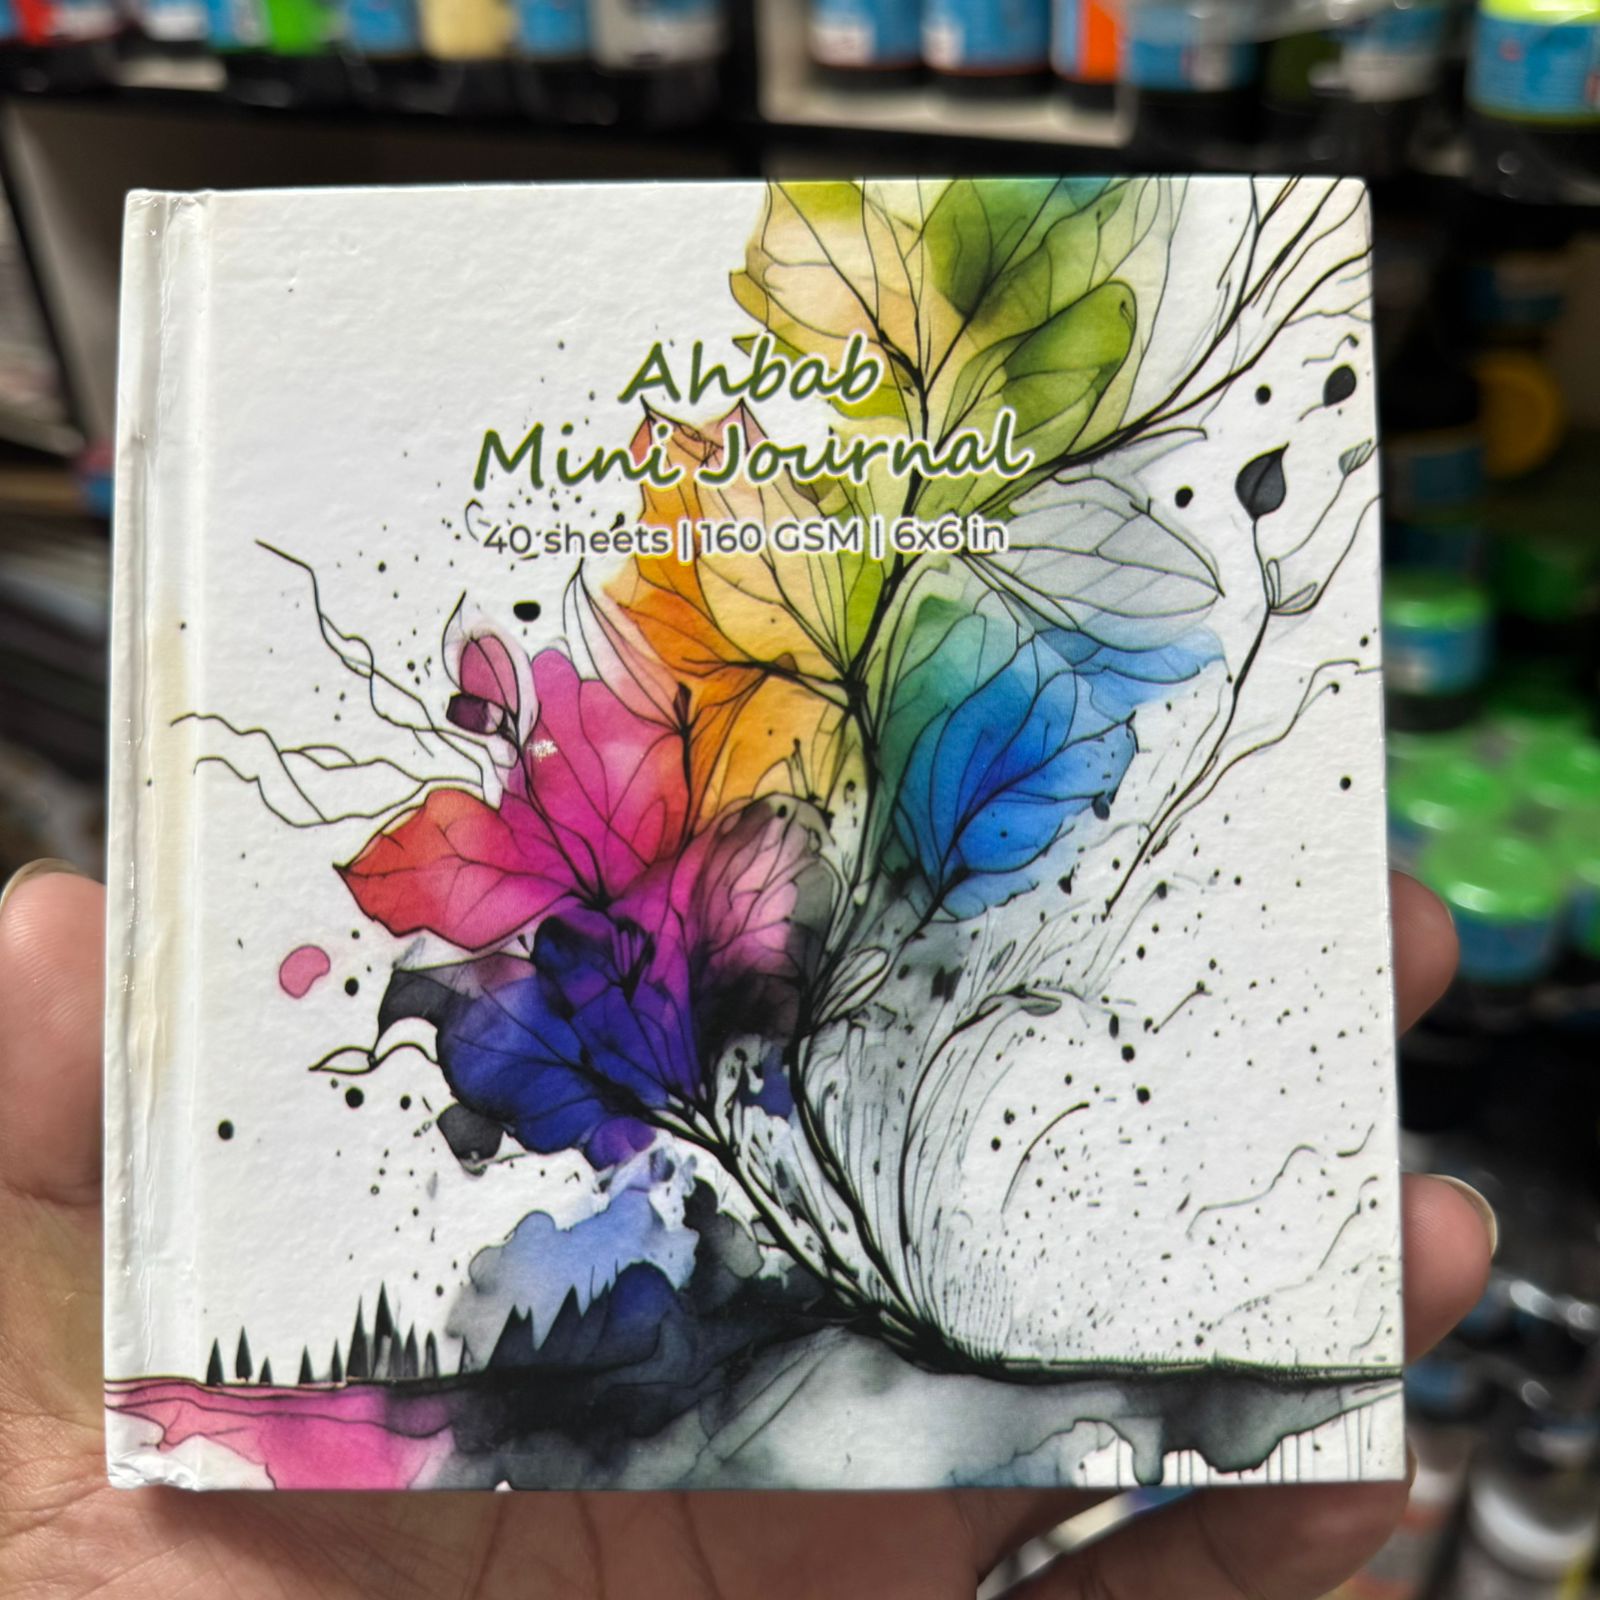 Ahbab
Mini Journal
40 sheets | 160 GSM | 6x6 in